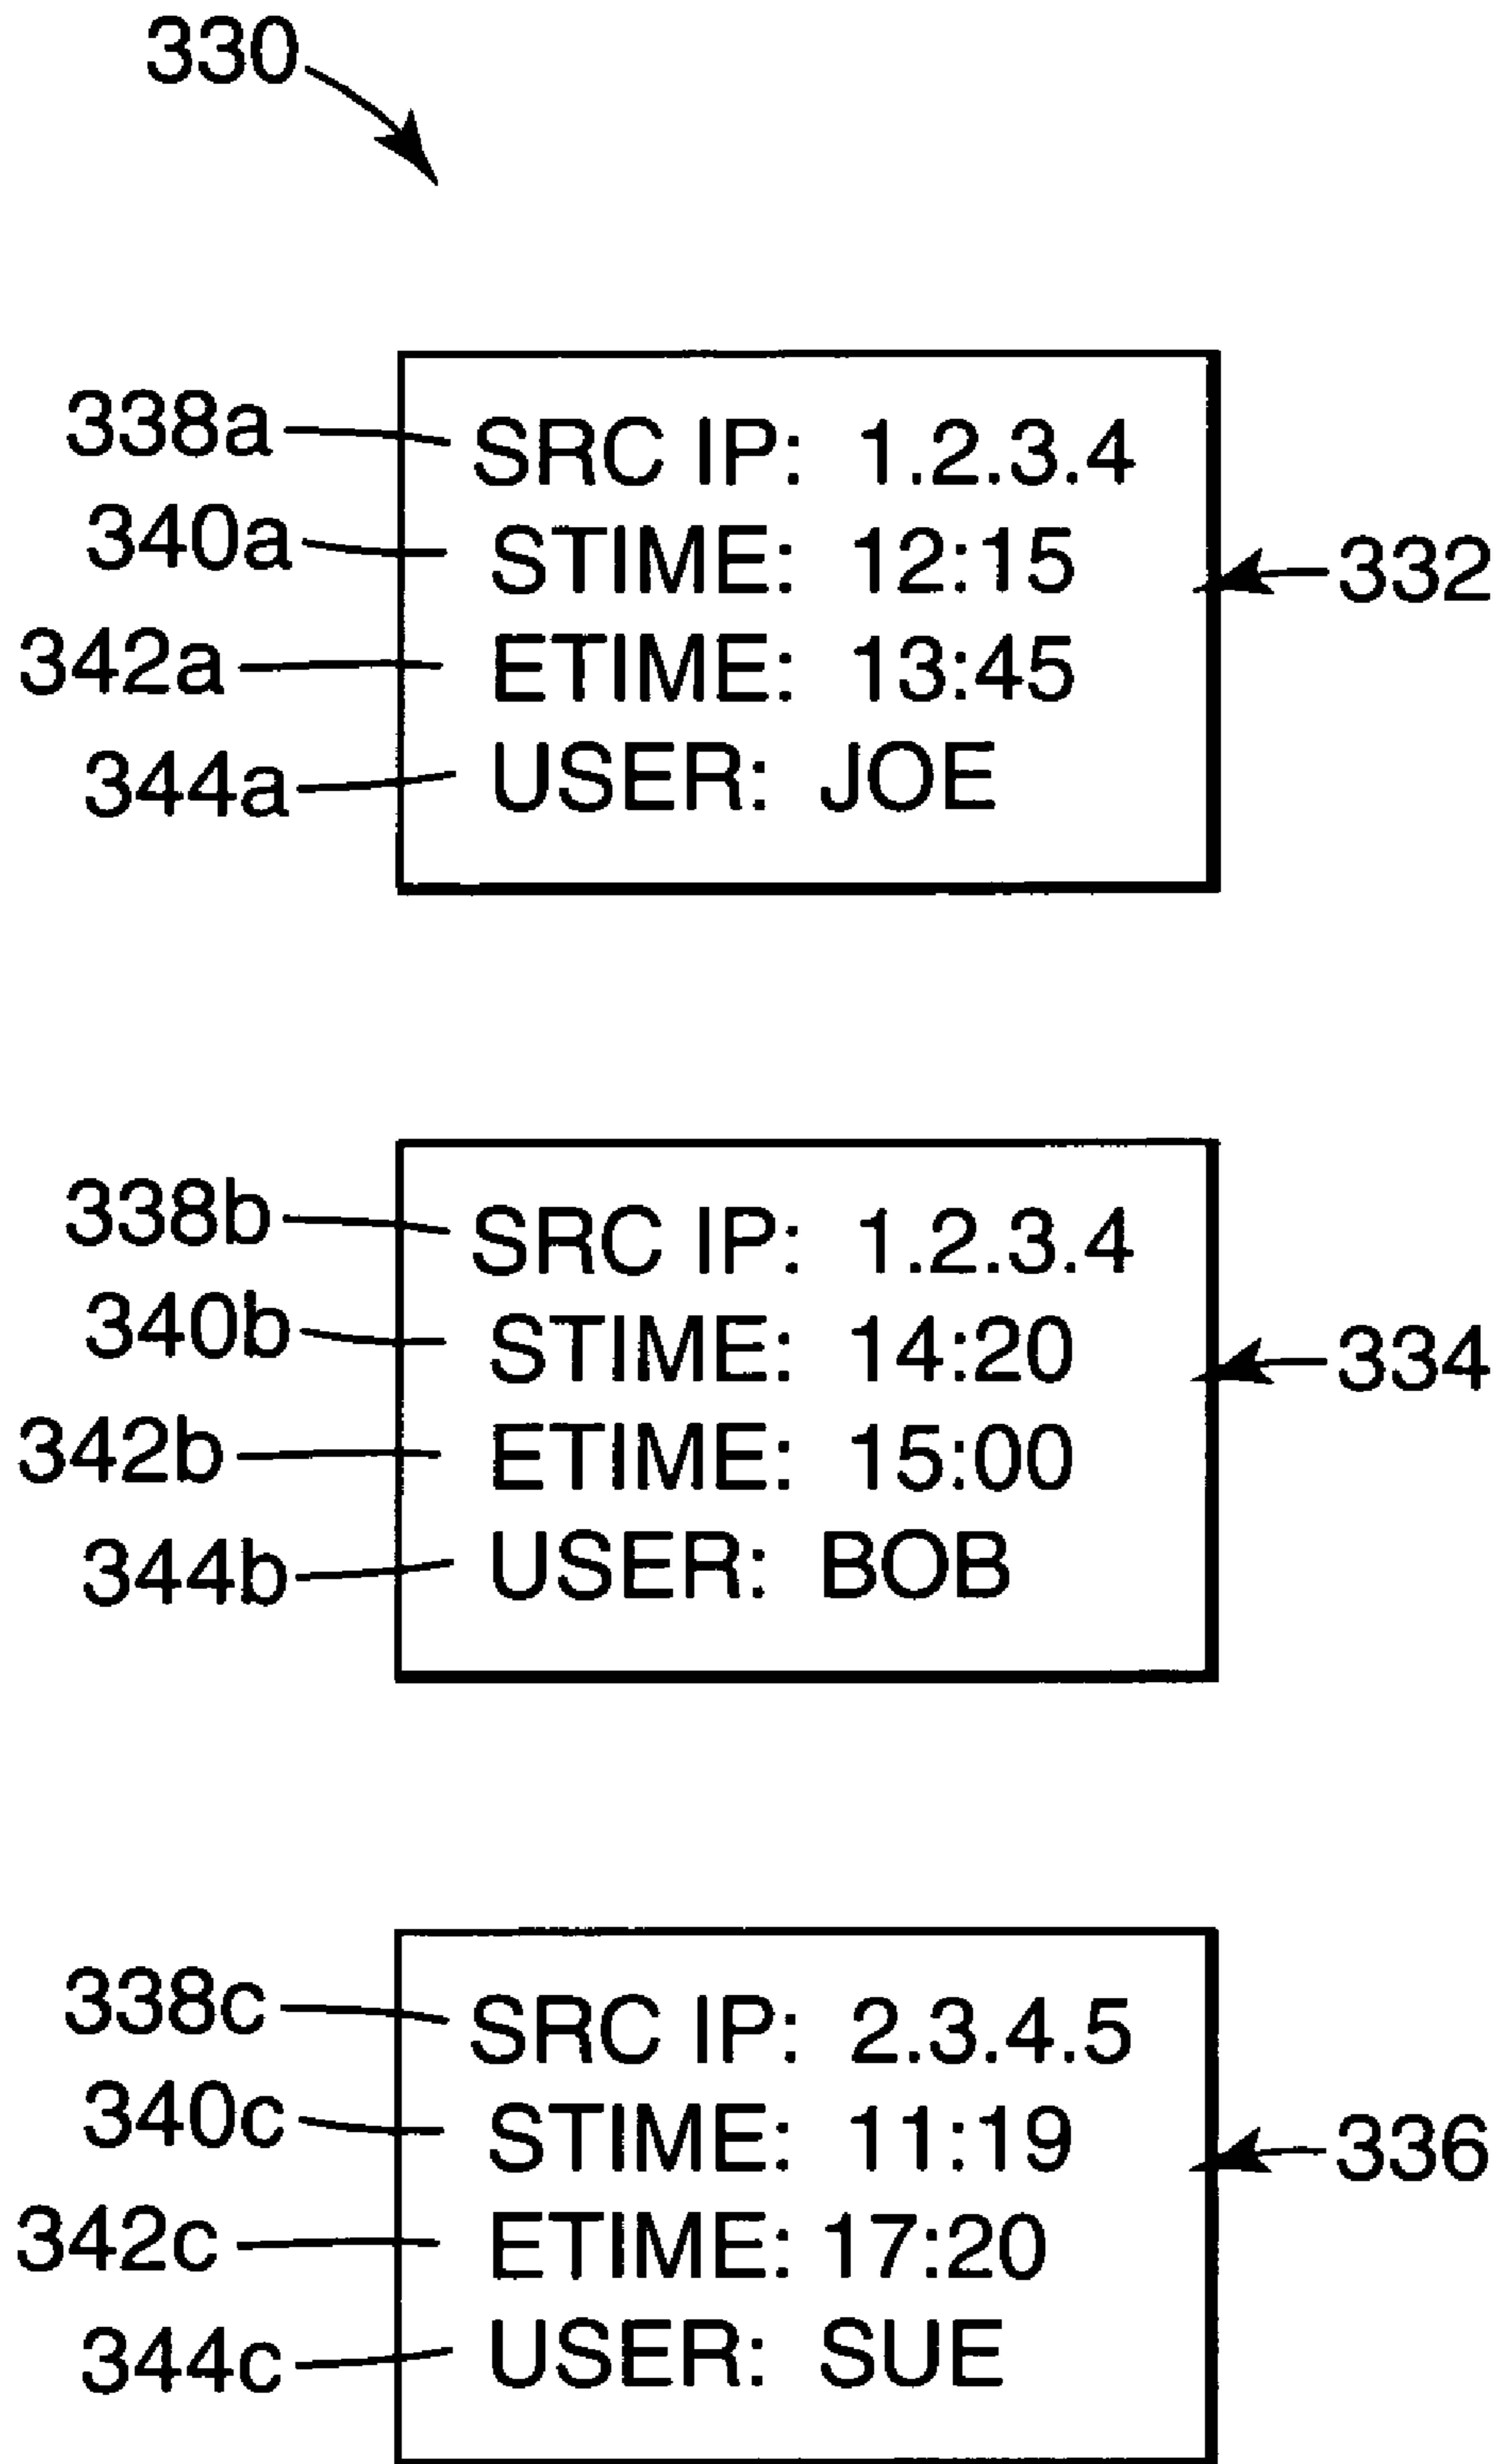 330
338a SRC IP: 1.2.3.4
340a STIME: 12:15
332
342a ETIME: 13:45
344a USER: JOE
338b SRC IP: 1.2.3.4
340b STIME: 14:20
334
342b ETIME: 15:00
344b USER: BOB
338c SRC IP: 2.3.4.5
340c STIME: 11:19
336
342c ETIME: 17:20
344c USER: SUE